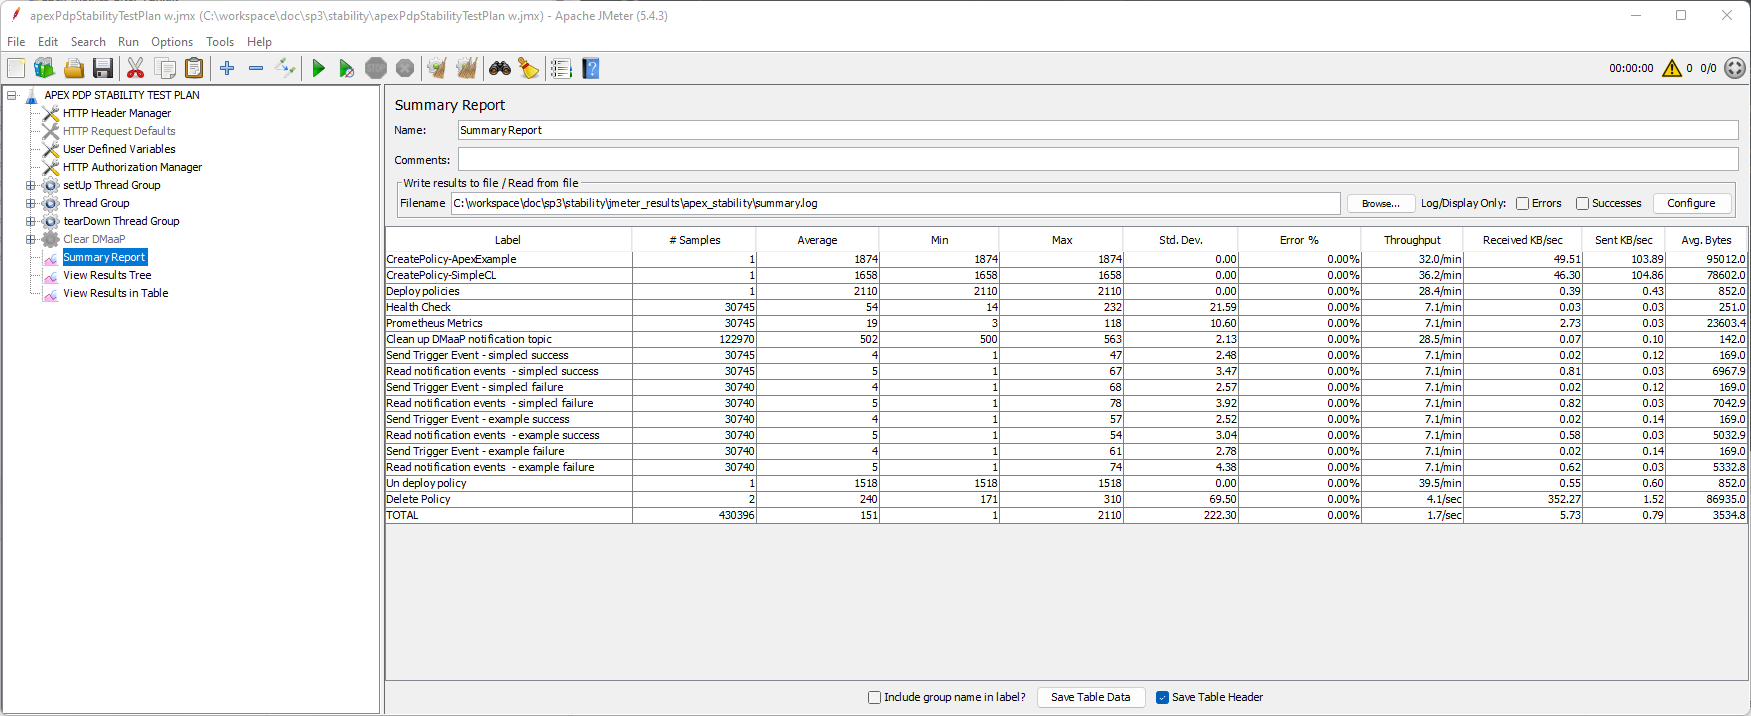 apexPdpStabilityTestPlan w.jmx (C:\workspace\doc\sp3\stability\apexPdpStabilityTestPlan w.jmx) - Apache JMeter (5.4.3)
File Edit Search Run Options Tools Help
00:00:00 0 0/0
APEX PDP STABILITY TEST PLAN
HTTP Header Manager
HTTP Request Defaults
User Defined Variables
HTTP Authorization Manager
setUp Thread Group
Thread Group
tearDown Thread Group
Clear DMaaP
Summary Report
View Results Tree
View Results in Table
Summary Report
Name: Summary Report
Comments:
Write results to file / Read from file
Filename C:\workspace\doc\sp3\stability\jmeter_results\apex_stability\summary.log Browse... Log/Display Only: Errors Successes Configure
Label # Samples Average Min Max Std. Dev. Error % Throughput Received KB/sec Sent KB/sec Avg. Bytes
CreatePolicy-ApexExample 1 1874 1874 1874 0.00 0.00% 32.0/min 49.51 103.89 95012.0
CreatePolicy-SimpleCL 1 1658 1658 1658 0.00 0.00% 36.2/min 46.30 104.86 78602.0
Deploy policies 1 2110 2110 2110 0.00 0.00% 28.4/min 0.39 0.43 852.0
Health Check 30745 54 14 232 21.59 0.00% 7.1/min 0.03 0.03 251.0
Prometheus Metrics 30745 19 3 118 10.60 0.00% 7.1/min 2.73 0.03 23603.4
Clean up DMaaP notification topic 122970 502 500 563 2.13 0.00% 28.5/min 0.07 0.10 142.0
Send Trigger Event - simplecl success 30745 4 1 47 2.48 0.00% 7.1/min 0.02 0.12 169.0
Read notification events - simplecl success 30745 5 1 67 3.47 0.00% 7.1/min 0.81 0.03 6967.9
Send Trigger Event - simplecl failure 30740 4 1 68 2.57 0.00% 7.1/min 0.02 0.12 169.0
Read notification events - simplecl failure 30740 5 1 78 3.92 0.00% 7.1/min 0.82 0.03 7042.9
Send Trigger Event - example success 30740 4 1 57 2.52 0.00% 7.1/min 0.02 0.14 169.0
Read notification events - example success 30740 5 1 54 3.04 0.00% 7.1/min 0.58 0.03 5032.9
Send Trigger Event - example failure 30740 4 1 61 2.78 0.00% 7.1/min 0.02 0.14 169.0
Read notification events - example failure 30740 5 1 74 4.38 0.00% 7.1/min 0.62 0.03 5332.8
Un deploy policy 1 1518 1518 1518 0.00 0.00% 39.5/min 0.55 0.60 852.0
Delete Policy 2 240 171 310 69.50 0.00% 4.1/sec 352.27 1.52 86935.0
TOTAL 430396 151 1 2110 222.30 0.00% 1.7/sec 5.73 0.79 3534.8
Include group name in label? Save Table Data Save Table Header